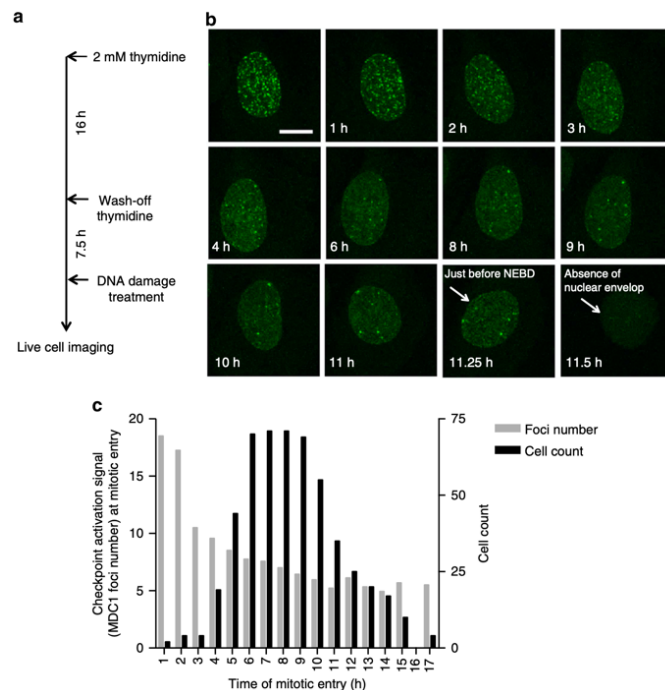 a
2 mM thymidine
16 h
Wash-off
thymidine
7.5 h
DNA damage
treatment
Live cell imaging
b
1 h
2 h
3 h
4 h
6 h
8 h
9 h
10 h
11 h
Just before NEBD
11.25 h
Absence of
nuclear envelop
11.5 h
c
Checkpoint activation signal
(MDC1 foci number) at mitotic entry
20
15
10
5
0
75
50
25
0
Cell count
Foci number
Cell count
1 2 3 4 5 6 7 8 9 10 11 12 13 14 15 16 17
Time of mitotic entry (h)